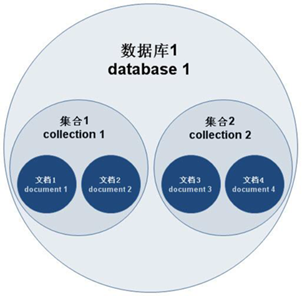 数据库1
database 1
集合1
collection 1
集合2
collection 2
文档1
document 1
文档2
document 2
文档3
document 3
文档4
document 4